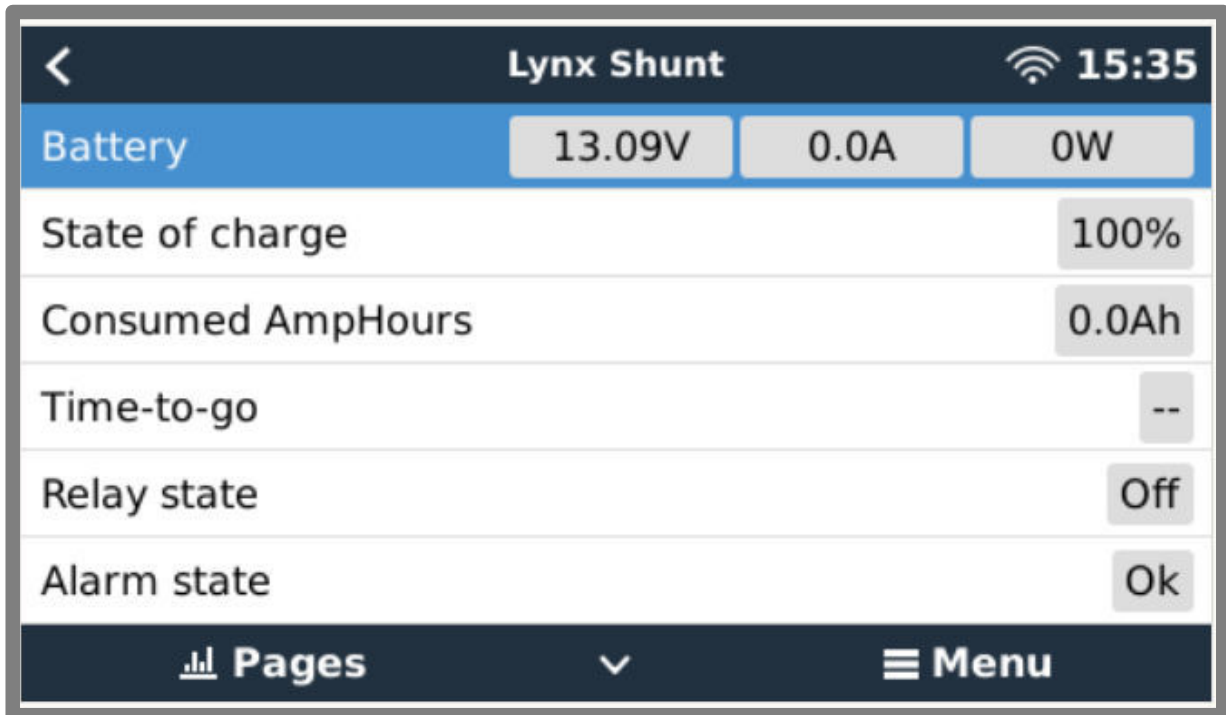 Lynx Shunt 15:35
Battery 13.09V 0.0A 0W
State of charge 100%
Consumed AmpHours 0.0Ah
Time-to-go --
Relay state Off
Alarm state Ok
Pages Menu